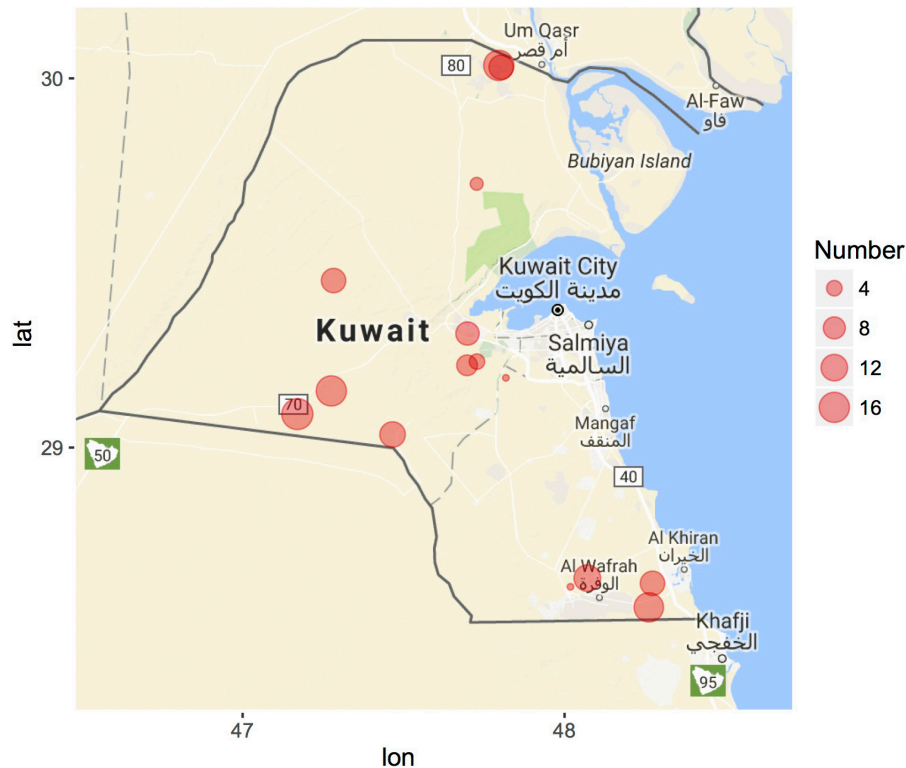 Um Qasr
أم قصر
30
80
Al-Faw
فاو
Bubiyan Island
Number
Kuwait City
مدينة الكويت
4
lat
Kuwait
Salmiya
السالمية
8
12
70
16
Mangaf
المنقف
29
50
40
Al Khiran
الخيران
Al Wafrah
الوفرة
Khafji
الخفجي
95
47
48
lon